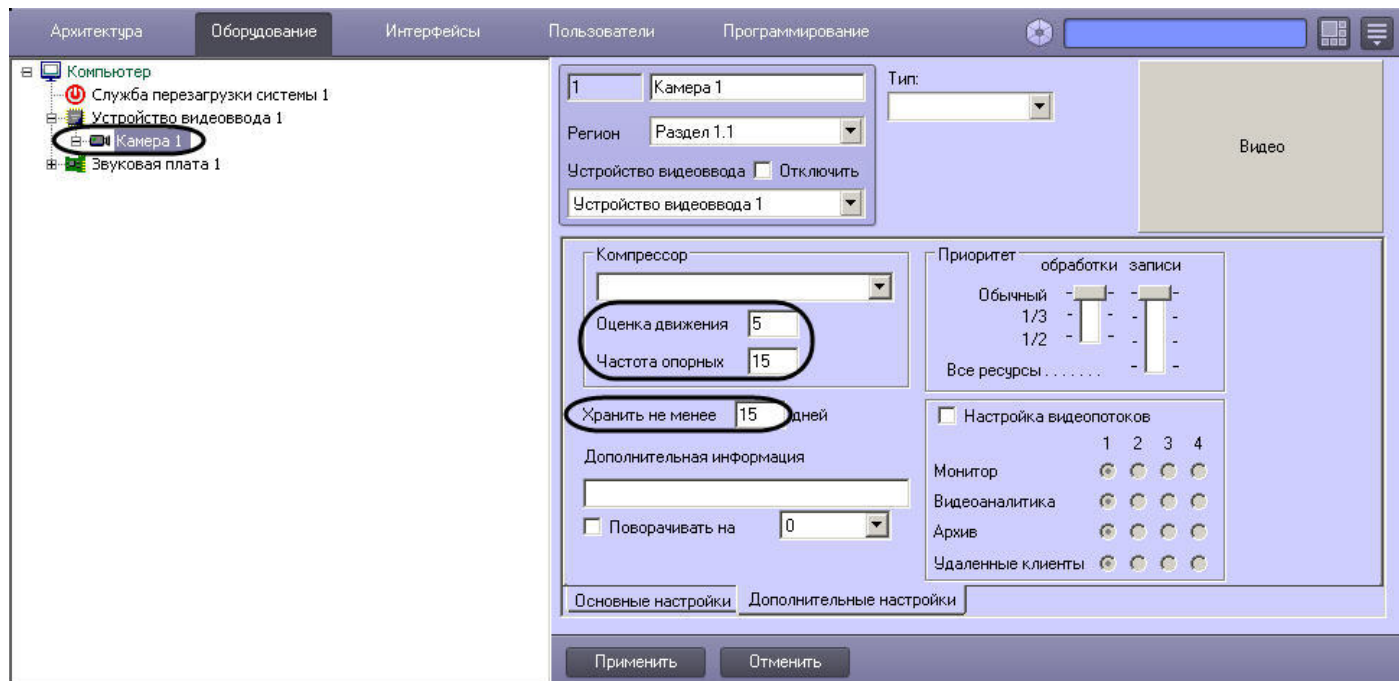 Архитектура Оборудование Интерфейсы Пользователи Программирование
Компьютер
Служба перезагрузки системы 1
Устройство видеоввода 1
Камера 1
Звуковая плата 1
1 Камера 1 Тип:
Регион Раздел 1.1
Устройство видеоввода Отключить
Устройство видеоввода 1
Видео
Компрессор
Оценка движения 5
Частота опорных 15
Хранить не менее 15 дней
Дополнительная информация
Поворачивать на 0
Приоритет
обработки записи
Обычный
1/3
1/2
Все ресурсы.......
Настройка видеопотоков
1 2 3 4
Монитор
Видеоаналитика
Архив
Удаленные клиенты
Основные настройки Дополнительные настройки
Применить Отменить